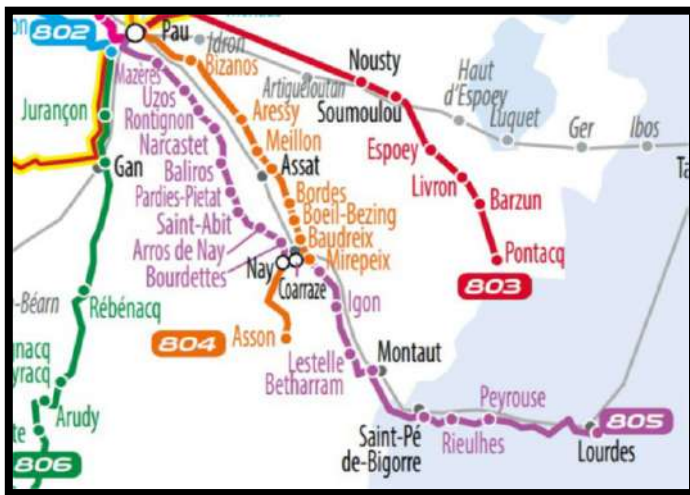 802
Pau
Idron
Bizanos
Mazères
Nousty
Artigueloutan
Soumoulou
Haut
d'Espoey
Luquet
Ger
Ibos
Jurançon
Uzos
Rontignon
Aressy
Narcastet
Meillon
Gan
Baliros
Assat
Espoey
Livron
Barzun
Pardies-Pietat
Bordes
Saint-Abit
Boeil-Bezing
Arros de Nay
Baudreix
Bourdettes
Nay
Mirepeix
Coarraze
Pontacq
803
-Béarn
Rébénacq
Igon
804
Asson
Lestelle
Betharram
Montaut
gnacq
yracq
Arudy
Saint-Pé
de-Bigorre
Rieulhes
Peyrouse
805
Lourdes
te
806